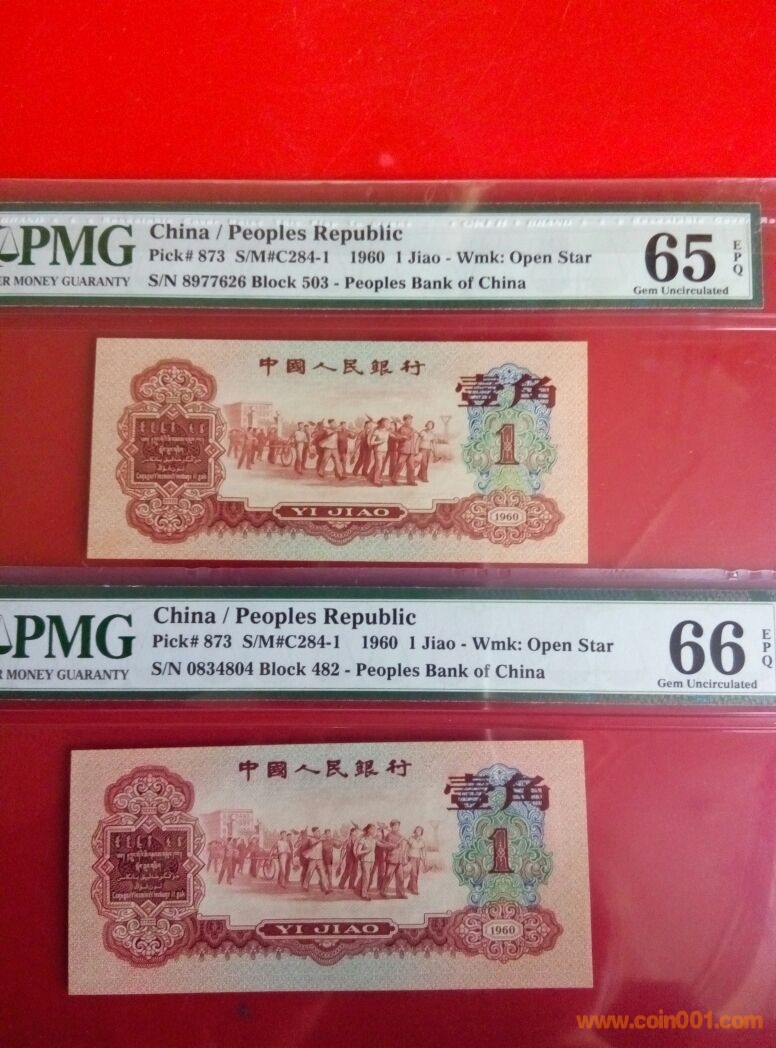 PMG
China / Peoples Republic
Pick# 873 S/M#C284-1 1960 1 Jiao - Wmk: Open Star
S/N 8977626 Block 503 - Peoples Bank of China
MONEY GUARANTY
65
EPQ
Gem Uncirculated
中國人民銀行
壹角
1
YI JIAO
1960
PMG
China / Peoples Republic
Pick# 873 S/M#C284-1 1960 1 Jiao - Wmk: Open Star
S/N 0834804 Block 482 - Peoples Bank of China
MONEY GUARANTY
66
EPQ
Gem Uncirculated
中國人民銀行
壹角
1
YI JIAO
1960
www.coin001.com